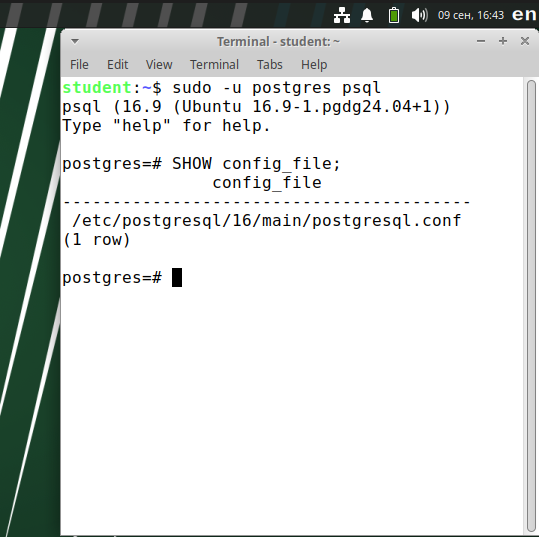 09 сен, 16:43 en
Terminal - student: ~
File Edit View Terminal Tabs Help
student:~$ sudo -u postgres psql
psql (16.9 (Ubuntu 16.9-1.pgdg24.04+1))
Type "help" for help.
postgres=# SHOW config_file;
config_file
-----------------------------------------
/etc/postgresql/16/main/postgresql.conf
(1 row)
postgres=#